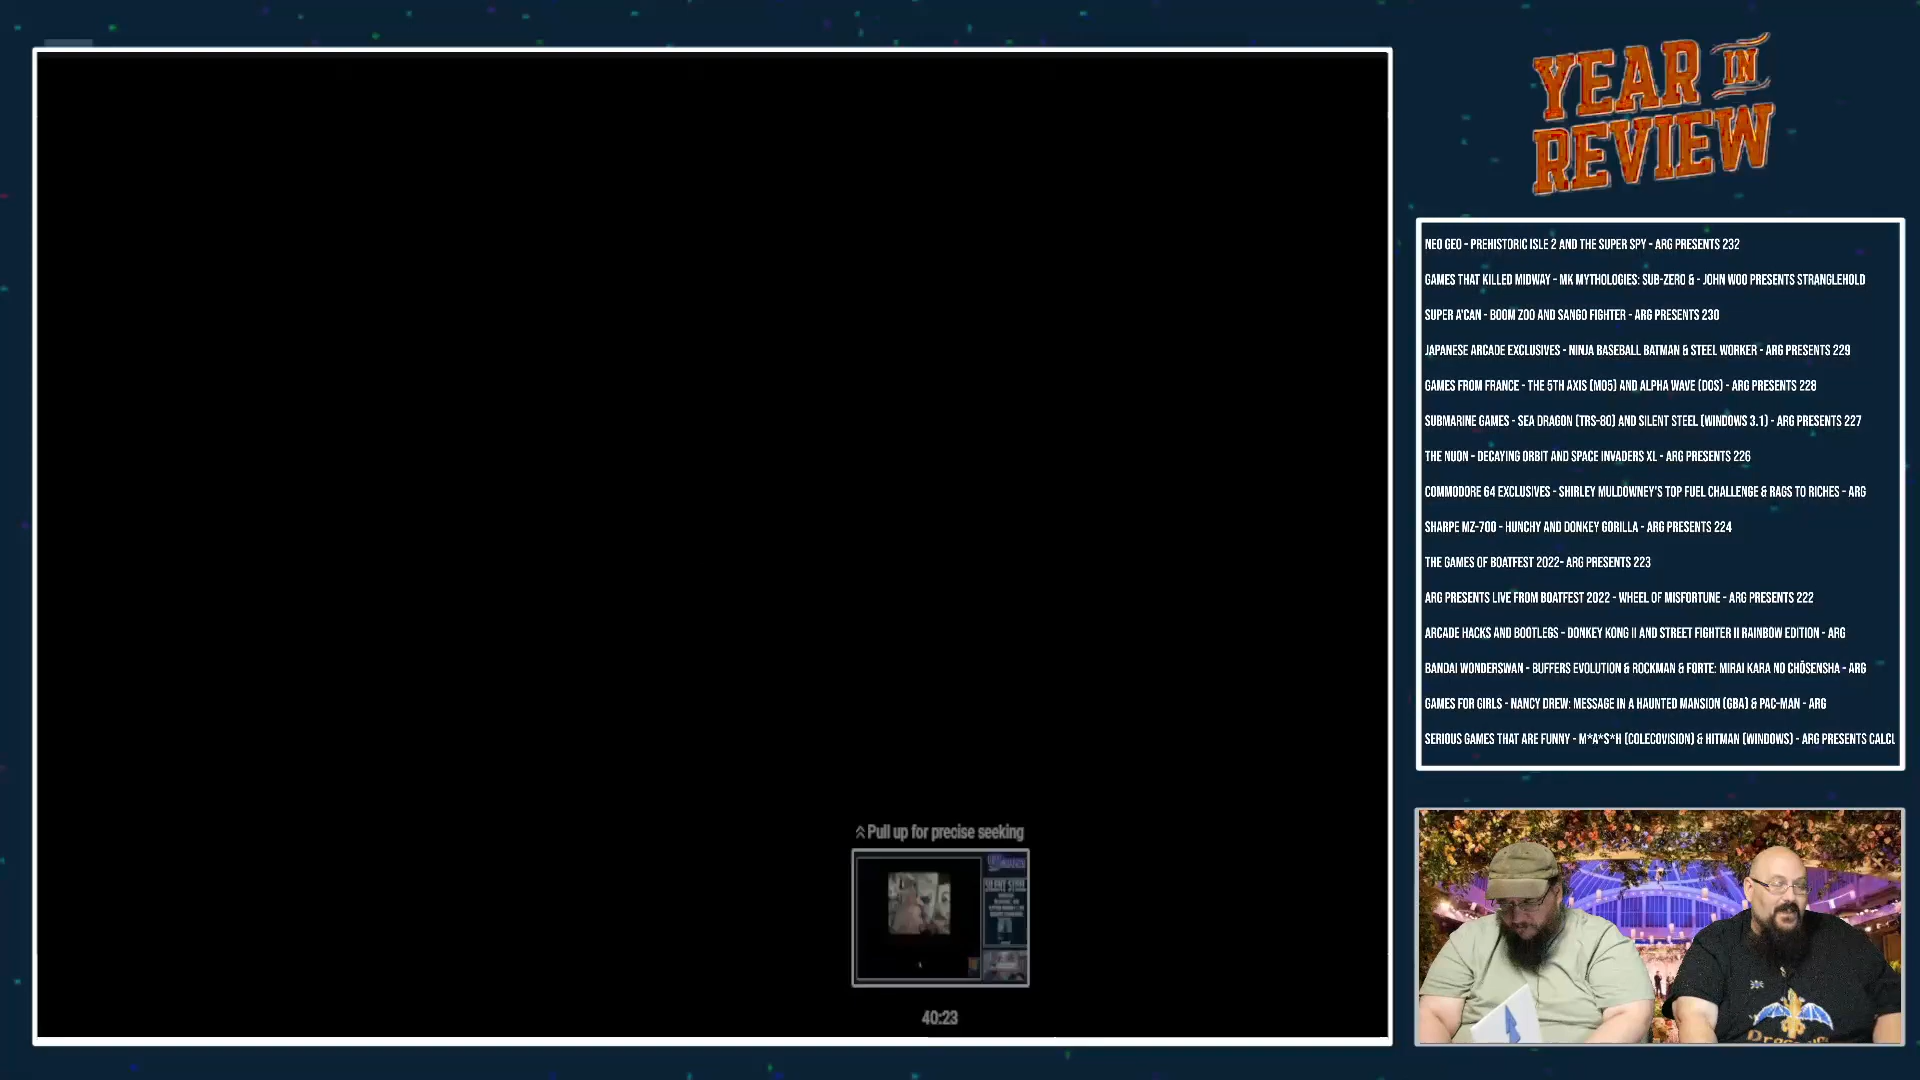 YEAR IN
REVIEW
NEO GEO - PREHISTORIC ISLE 2 AND THE SUPER SPY - ARG PRESENTS 232
GAMES THAT KILLED MIDWAY - MK MYTHOLOGIES: SUB-ZERO & - JOHN WOO PRESENTS STRANGLEHOLD
SUPER A'CAN - BOOM ZOO AND SANGO FIGHTER - ARG PRESENTS 230
JAPANESE ARCADE EXCLUSIVES - NINJA BASEBALL BATMAN & STEEL WORKER - ARG PRESENTS 229
GAMES FROM FRANCE - THE 5TH AXIS (MO5) AND ALPHA WAVE (DOS) - ARG PRESENTS 228
SUBMARINE GAMES - SEA DRAGON (TRS-80) AND SILENT STEEL (WINDOWS 3.1) - ARG PRESENTS 227
THE NUON - DECAYING ORBIT AND SPACE INVADERS XL - ARG PRESENTS 226
COMMODORE 64 EXCLUSIVES - SHIRLEY MULDOWNEY'S TOP FUEL CHALLENGE & RAGS TO RICHES - ARG
SHARPE MZ-700 - HUNCHY AND DONKEY GORILLA - ARG PRESENTS 224
THE GAMES OF BOATFEST 2022- ARG PRESENTS 223
ARG PRESENTS LIVE FROM BOATFEST 2022 - WHEEL OF MISFORTUNE - ARG PRESENTS 222
ARCADE HACKS AND BOOTLEGS - DONKEY KONG II AND STREET FIGHTER II RAINBOW EDITION - ARG
BANDAI WONDERSWAN - BUFFERS EVOLUTION & ROCKMAN & FORTE: MIRAI KARA NO CHŌSENSHA - ARG
GAMES FOR GIRLS - NANCY DREW: MESSAGE IN A HAUNTED MANSION (GBA) & PAC-MAN - ARG
SERIOUS GAMES THAT ARE FUNNY - M*A*S*H (COLECOVISION) & HITMAN (WINDOWS) - ARG PRESENTS CALCU
Pull up for precise seeking
SILENT STEEL
40:23